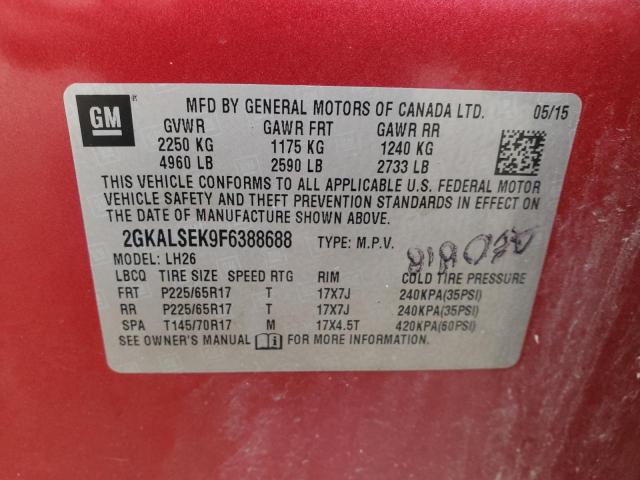 GM
MFD BY GENERAL MOTORS OF CANADA LTD. 05/15
GVWR GAWR FRT GAWR RR
2250 KG 1175 KG 1240 KG
4960 LB 2590 LB 2733 LB
THIS VEHICLE CONFORMS TO ALL APPLICABLE U.S. FEDERAL MOTOR
VEHICLE SAFETY AND THEFT PREVENTION STANDARDS IN EFFECT ON
THE DATE OF MANUFACTURE SHOWN ABOVE.
2GKALSEK9F6388688 TYPE: M.P.V.
MODEL: LH26
LBCQ TIRE SIZE SPEED RTG RIM COLD TIRE PRESSURE
FRT P225/65R17 T 17X7J 240KPA(35PSI)
RR P225/65R17 T 17X7J 240KPA(35PSI)
SPA T145/70R17 M 17X4.5T 420KPA(60PSI)
SEE OWNER'S MANUAL FOR MORE INFORMATION.